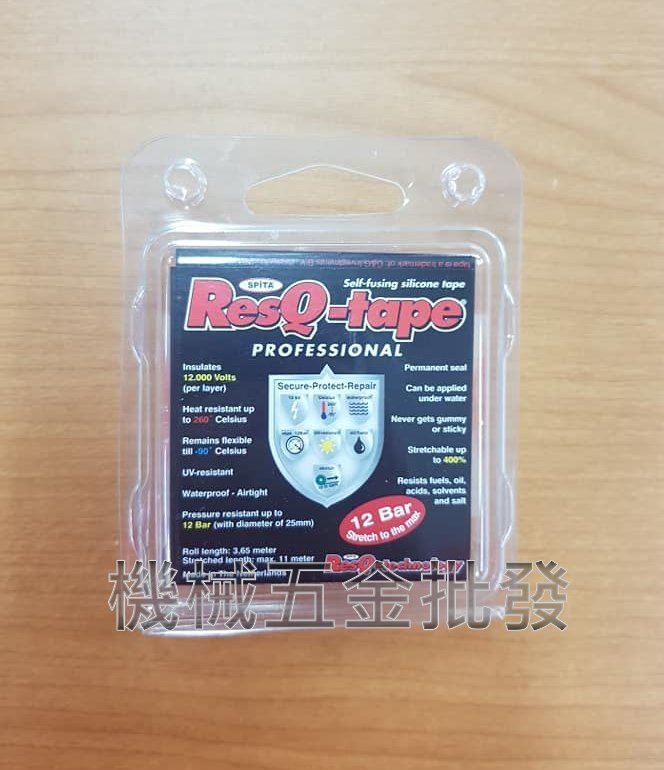 SPITA
Self-fusing silicone tape
ResQ-tape®
PROFESSIONAL
Insulates
12.000 Volts
(per layer)
Heat resistant up
to 260° Celsius
Remains flexible
till -90° Celsius
UV-resistant
Waterproof - Airtight
Pressure resistant up to
12 Bar (with diameter of 25mm)
Roll length: 3,65 meter
Stretched length: max. 11 meter
Made in The Netherlands
Secure-Protect-Repair
Celsius
waterproof
Permanent seal
Can be applied
under water
Never gets gummy
or sticky
Stretchable up
to 400%
Resists fuels, oil,
acids, solvents
and salt
12 Bar
Stretch to the max
ResQ-technology
機械五金批發